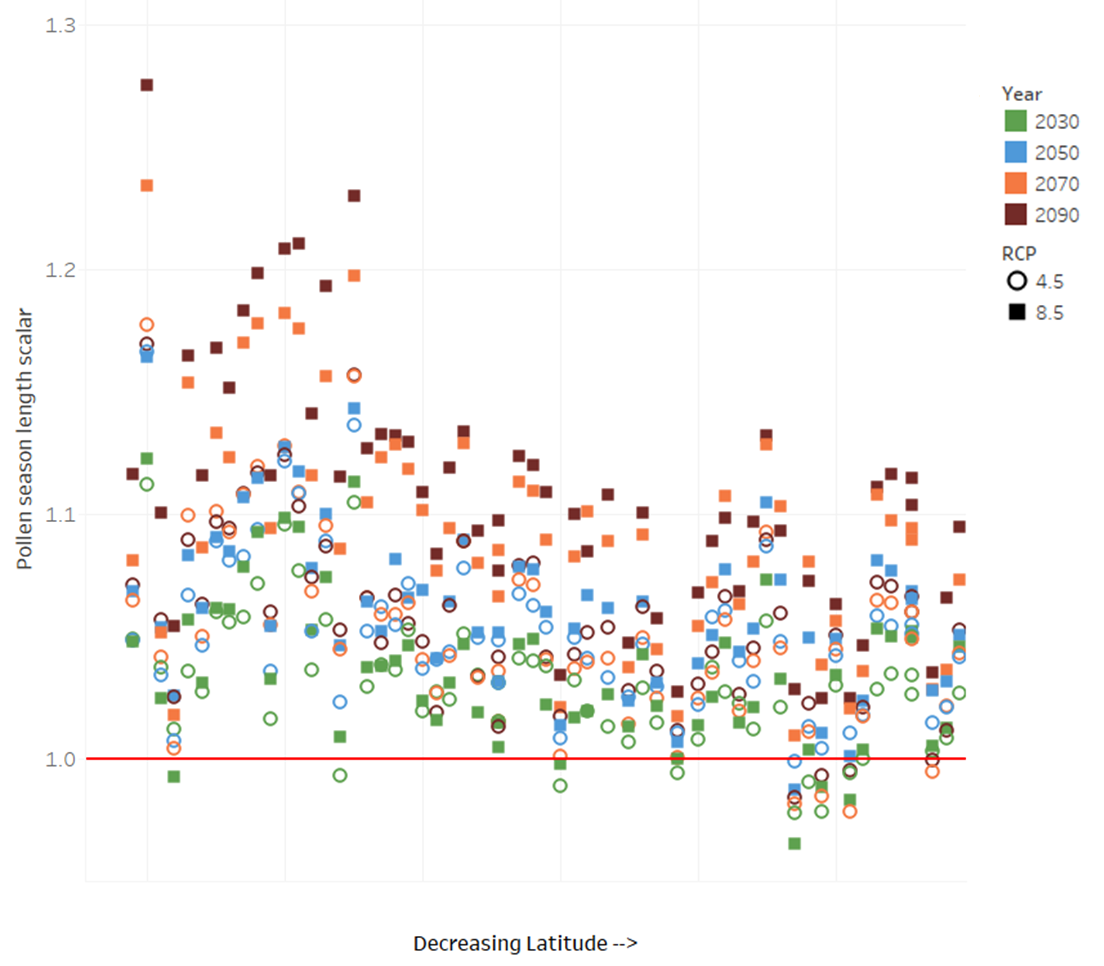 1.3
1.2
1.1
1.0
Pollen season length scalar
Decreasing Latitude -->
Year
2030
2050
2070
2090
RCP
4.5
8.5